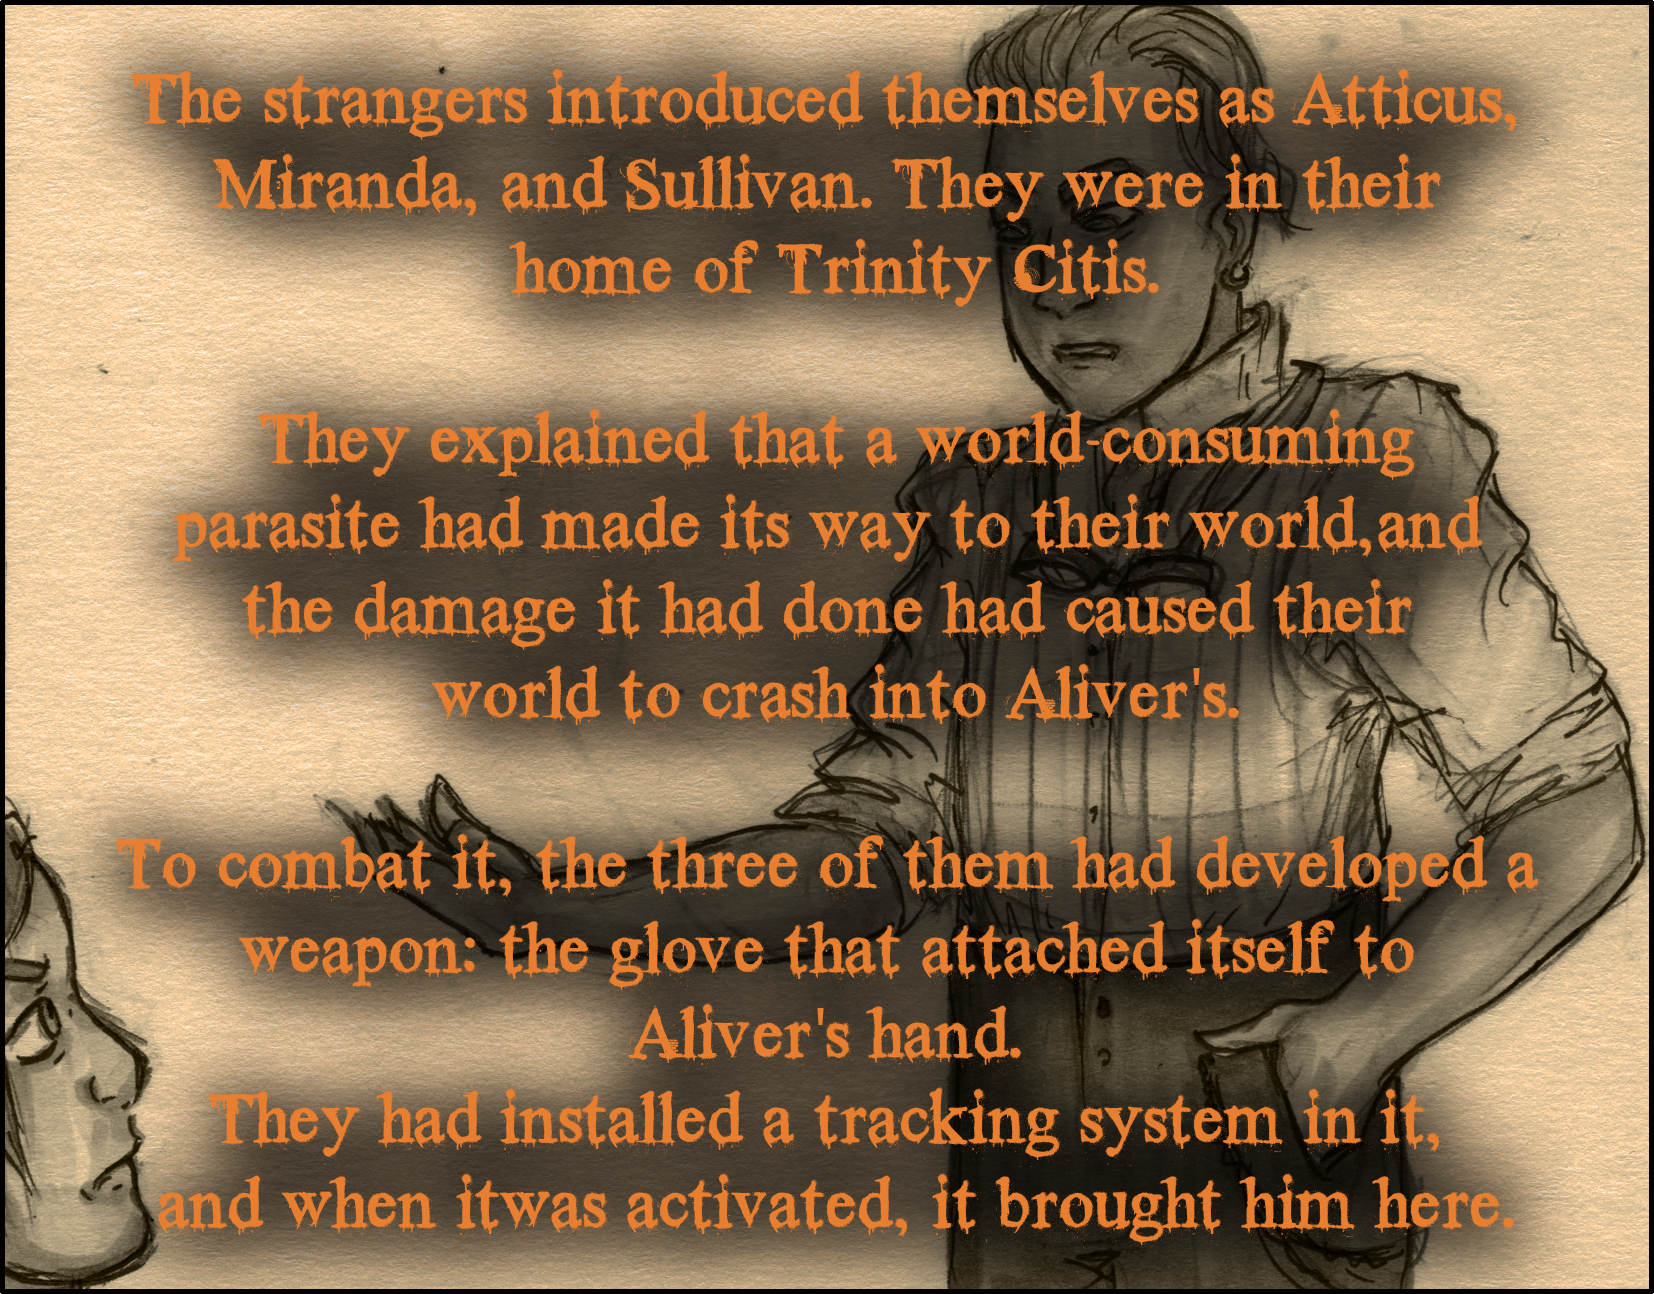 The strangers introduced themselves as Atticus,
Miranda, and Sullivan. They were in their
home of Trinity Citis.
They explained that a world-consuming
parasite had made its way to their world,and
the damage it had done had caused their
world to crash into Aliver's.
To combat it, the three of them had developed a
weapon: the glove that attached itself to
Aliver's hand.
They had installed a tracking system in it,
and when itwas activated, it brought him here.